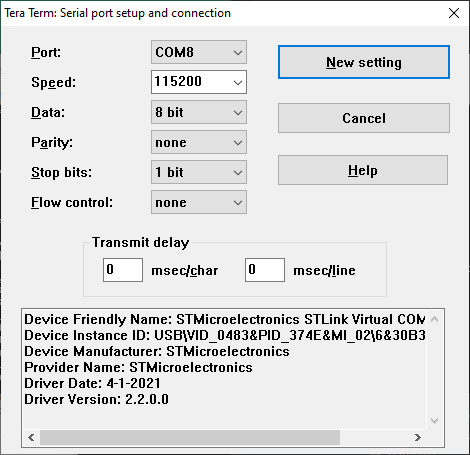 Tera Term: Serial port setup and connection
Port: COM8
New setting
Speed: 115200
Data: 8 bit
Cancel
Parity: none
Stop bits: 1 bit
Help
Flow control: none
Transmit delay
0 msec/char 0 msec/line
Device Friendly Name: STMicroelectronics STLink Virtual COM
Device Instance ID: USB\VID_0483&PID_374E&MI_02\6&30B3
Device Manufacturer: STMicroelectronics
Provider Name: STMicroelectronics
Driver Date: 4-1-2021
Driver Version: 2.2.0.0